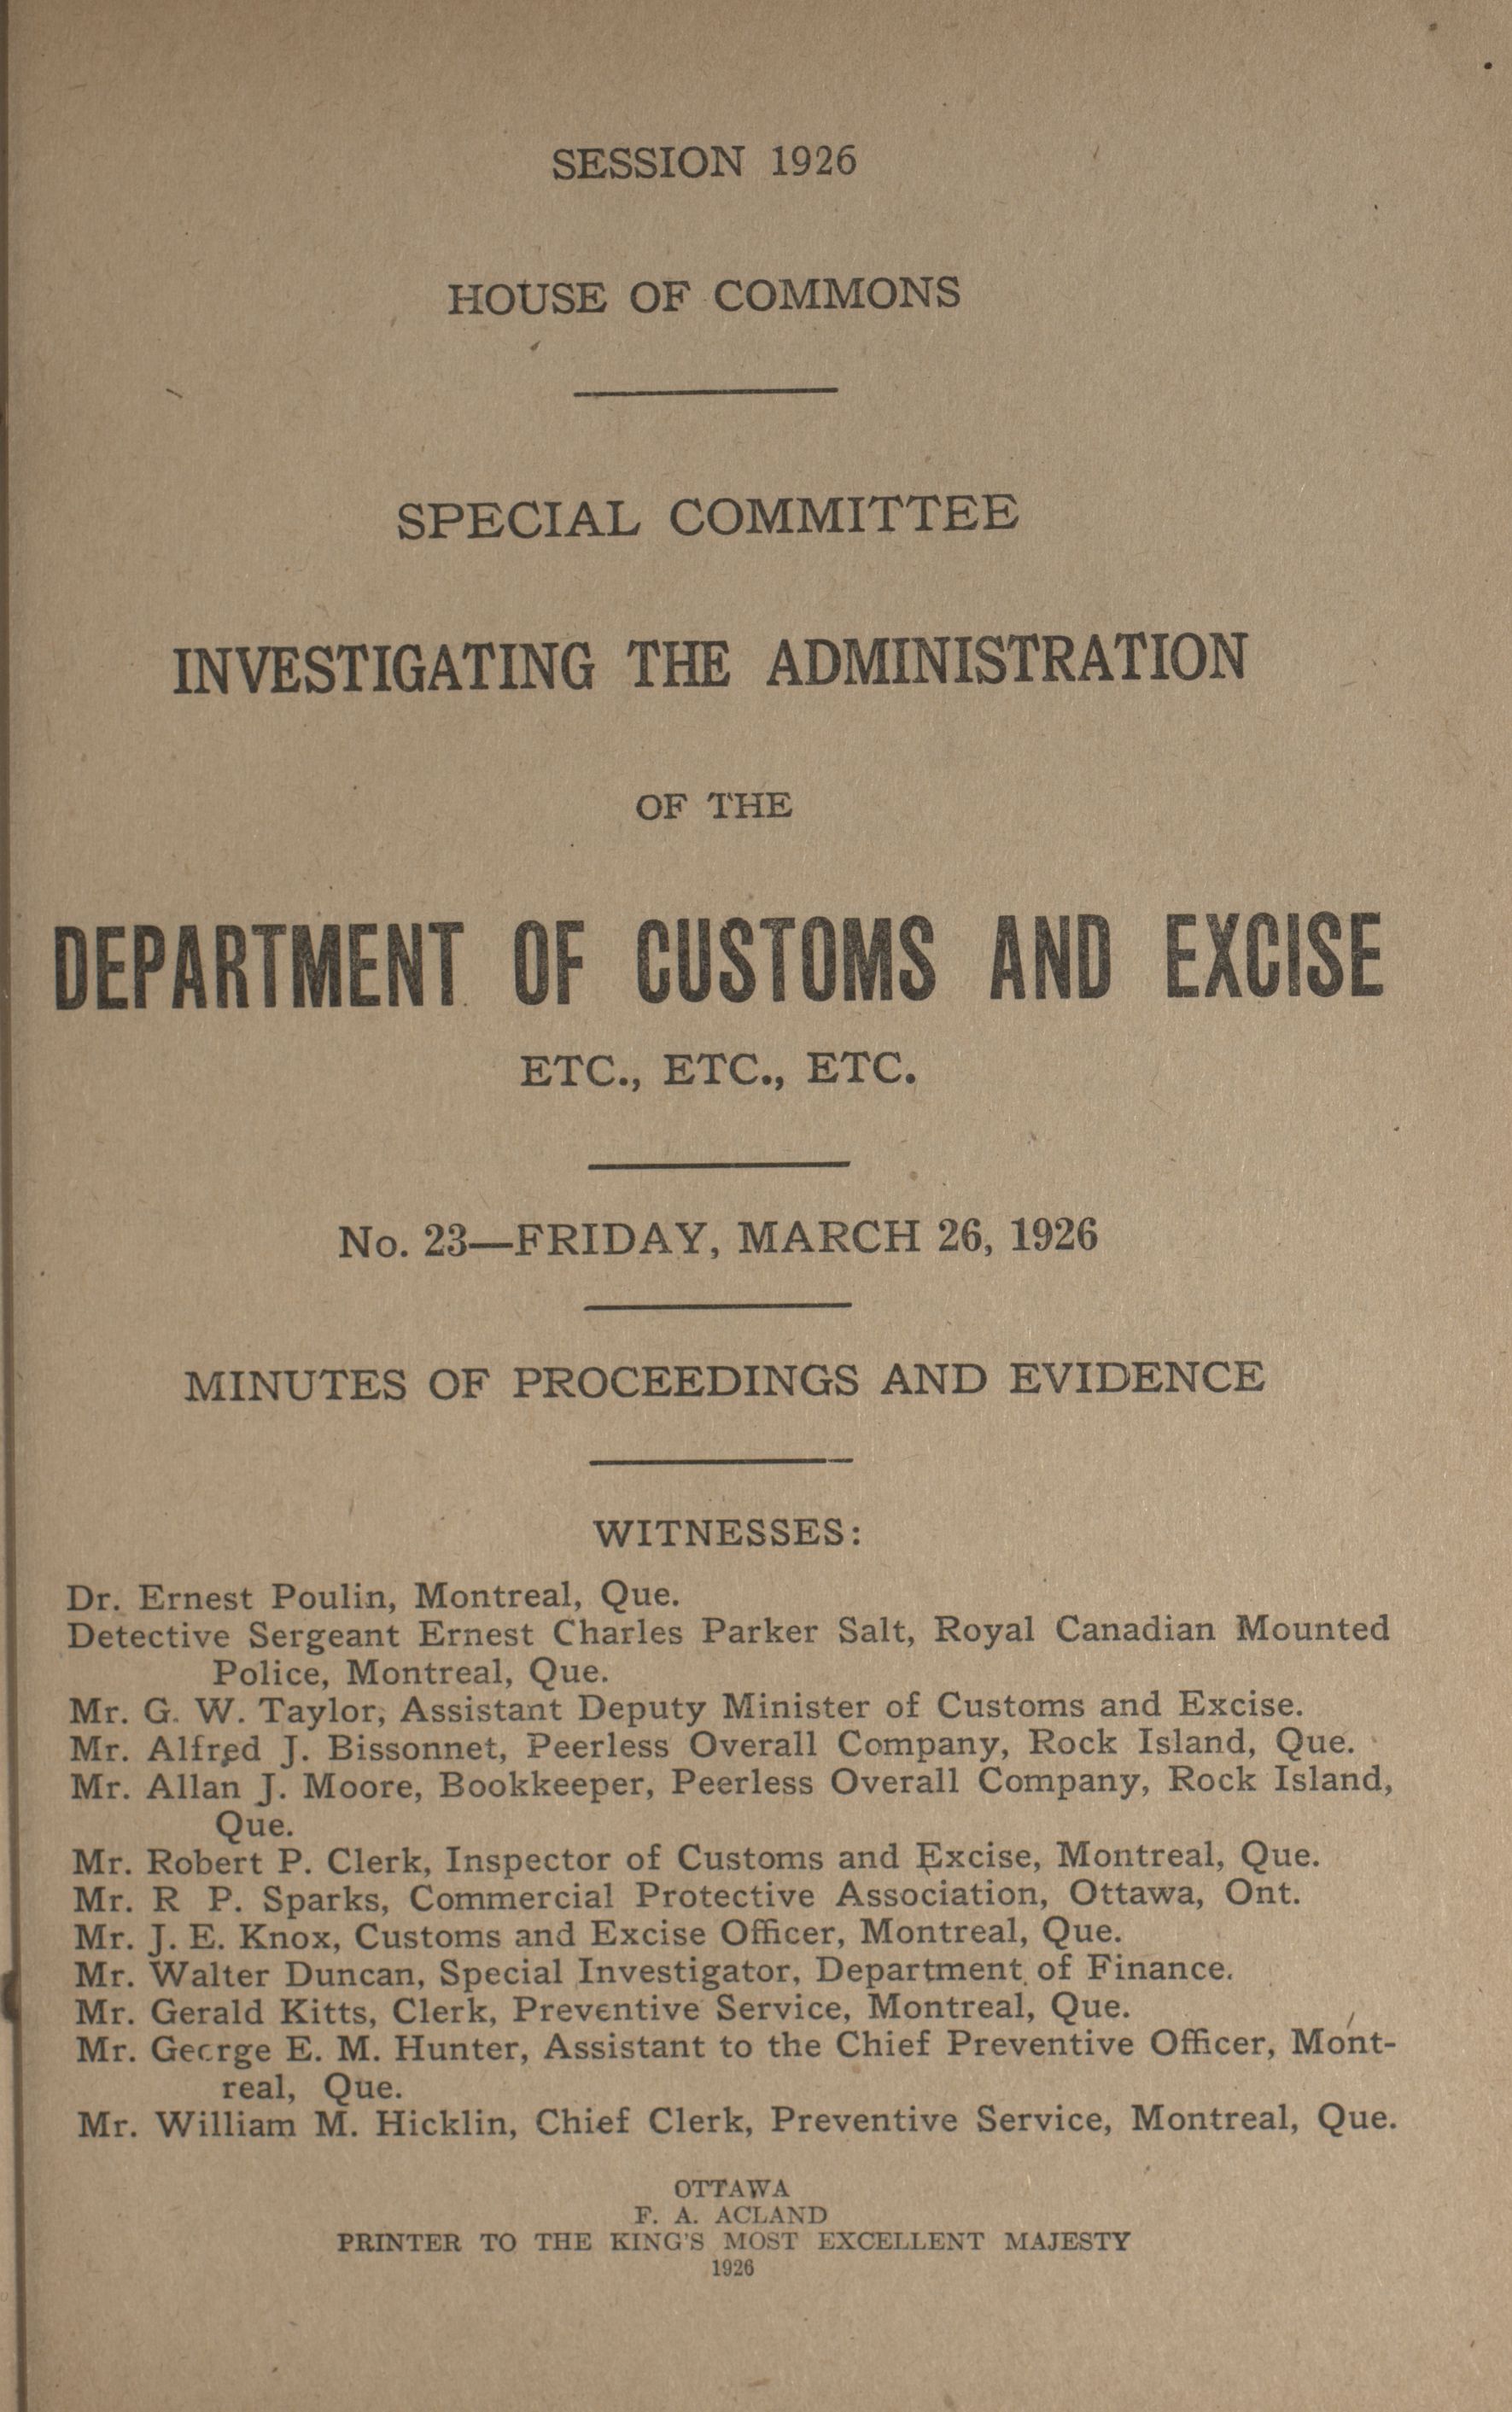 SESSION 1926
HOUSE OF COMMONS
SPECIAL COMMITTEE
INVESTIGATING THE ADMINISTRATION
OF THE
DEPARTMENT OF CUSTOMS AND EXCISE
ETC., ETC., ETC.
No. 23—FRIDAY, MARCH 26, 1926
MINUTES OF PROCEEDINGS AND EVIDENCE
WITNESSES:
Dr. Ernest Poulin, Montreal, Que.
Detective Sergeant Ernest Charles Parker Salt, Royal Canadian Mounted
Police, Montreal, Que.
Mr. G. W. Taylor, Assistant Deputy Minister of Customs and Excise.
Mr. Alfred J. Bissonnet, Peerless Overall Company, Rock Island, Que.
Mr. Allan J. Moore, Bookkeeper, Peerless Overall Company, Rock Island,
Que.
Mr. Robert P. Clerk, Inspector of Customs and Excise, Montreal, Que.
Mr. R P. Sparks, Commercial Protective Association, Ottawa, Ont.
Mr. J. E. Knox, Customs and Excise Officer, Montreal, Que.
Mr. Walter Duncan, Special Investigator, Department of Finance.
Mr. Gerald Kitts, Clerk, Preventive Service, Montreal, Que.
Mr. George E. M. Hunter, Assistant to the Chief Preventive Officer, Mont-
real, Que.
Mr. William M. Hicklin, Chief Clerk, Preventive Service, Montreal, Que.
OTTAWA
F. A. ACLAND
PRINTER TO THE KING'S MOST EXCELLENT MAJESTY
1926